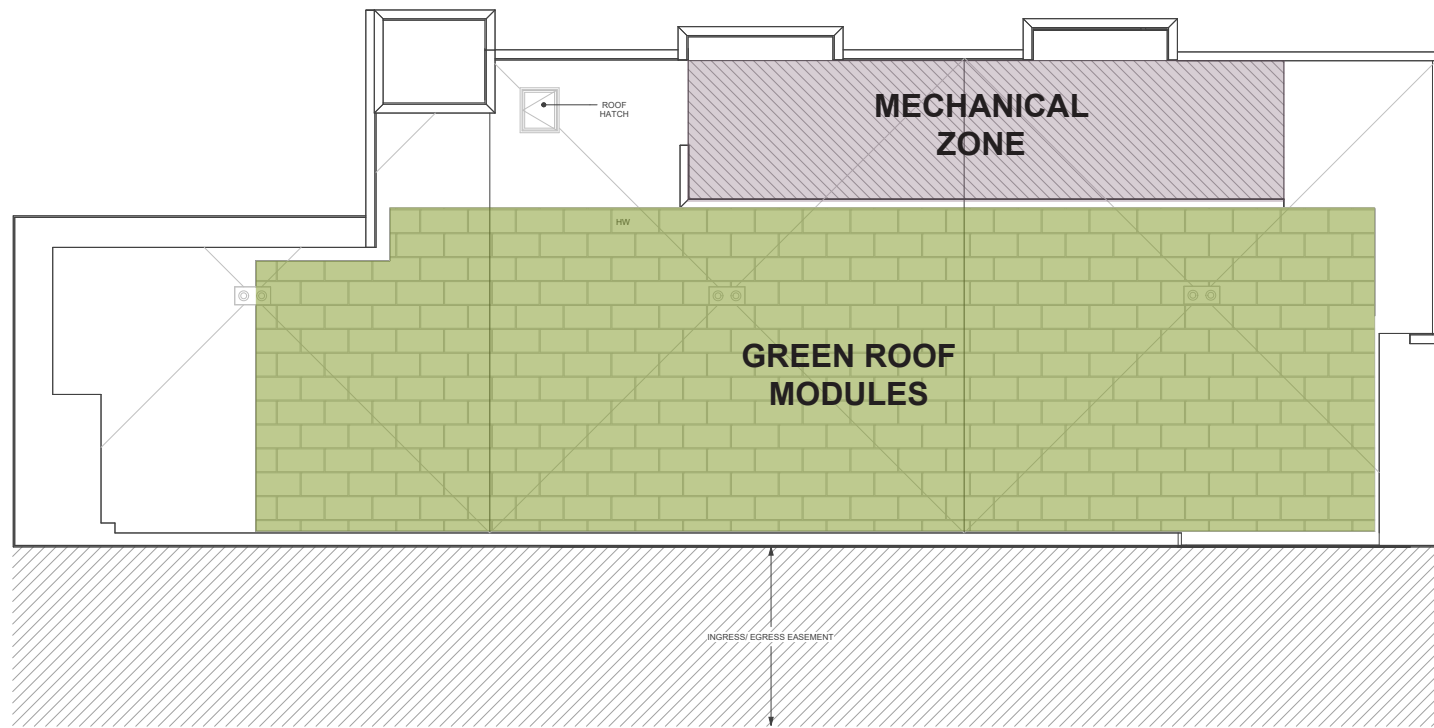 MECHANICAL
ZONE
ROOF
HATCH
HW
GREEN ROOF
MODULES
INGRESS/ EGRESS EASEMENT